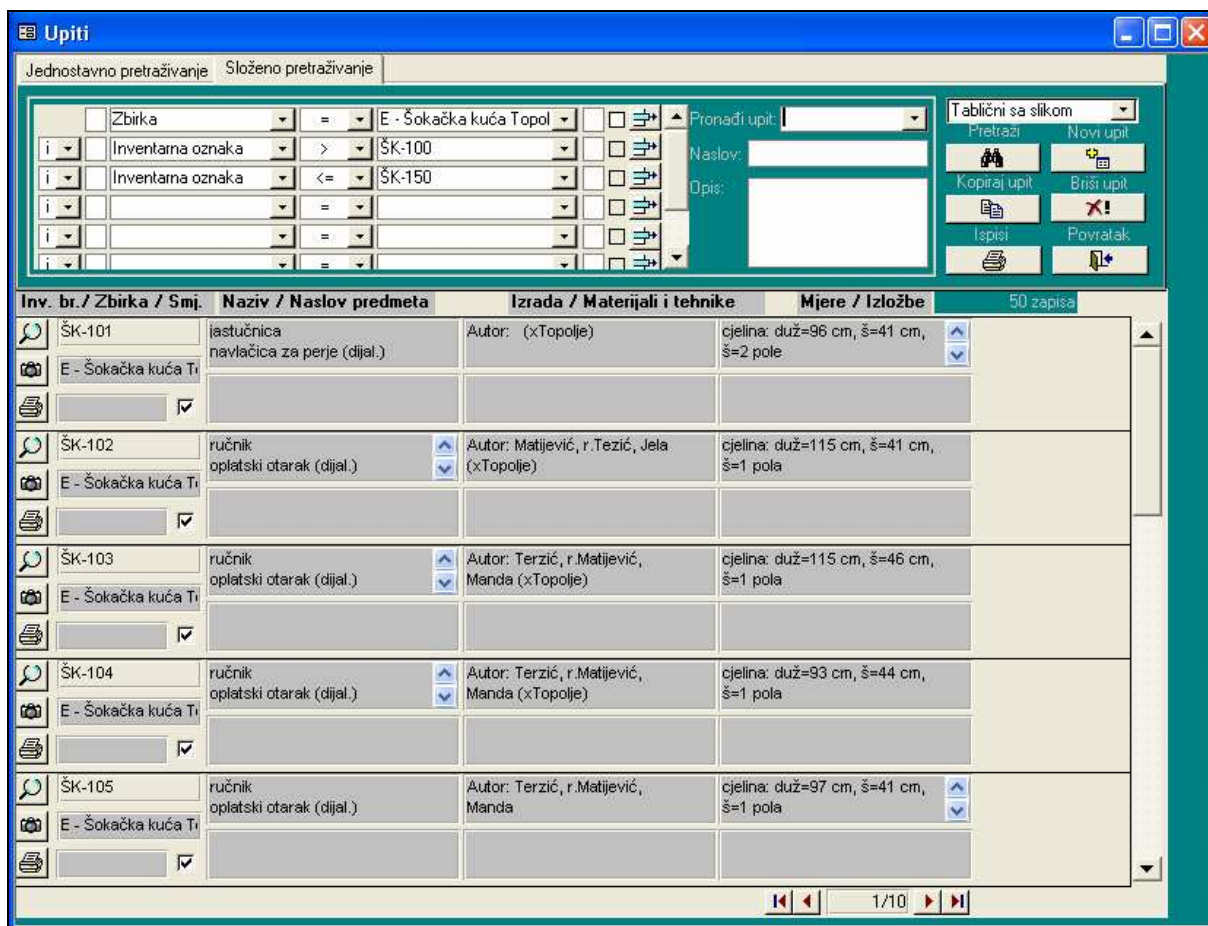 Upiti
Jednostavno pretraživanje Složeno pretraživanje
Zbirka = E - Šokačka kuća Topol
i Inventarna oznaka > ŠK-100
i Inventarna oznaka <= ŠK-150
i =
i =
i =
Pronađi upit:
Naslov:
Opis:
Tablični sa slikom
Pretraži Novi upit
Kopiraj upit Briši upit
Ispisi Povratak
Inv. br./ Zbirka / Smj. Naziv / Naslov predmeta Izrada / Materijali i tehnike Mjere / Izložbe 50 zapisa
ŠK-101 jastučnica Autor: (xTopolje) cjelina: duž=96 cm, š=41 cm,
navlačica za perje (dijal.) š=2 pole
E - Šokačka kuća T
ŠK-102 ručnik Autor: Matijević, r.Tezić, Jela cjelina: duž=115 cm, š=41 cm,
oplatski otarak (dijal.) (xTopolje) š=1 pola
E - Šokačka kuća T
ŠK-103 ručnik Autor: Terzić, r.Matijević, cjelina: duž=115 cm, š=46 cm,
oplatski otarak (dijal.) Manda (xTopolje) š=1 pola
E - Šokačka kuća T
ŠK-104 ručnik Autor: Terzić, r.Matijević, cjelina: duž=93 cm, š=44 cm,
oplatski otarak (dijal.) Manda (xTopolje) š=1 pola
E - Šokačka kuća T
ŠK-105 ručnik Autor: Terzić, r.Matijević, cjelina: duž=97 cm, š=41 cm,
oplatski otarak (dijal.) Manda š=1 pola
E - Šokačka kuća T
1/10